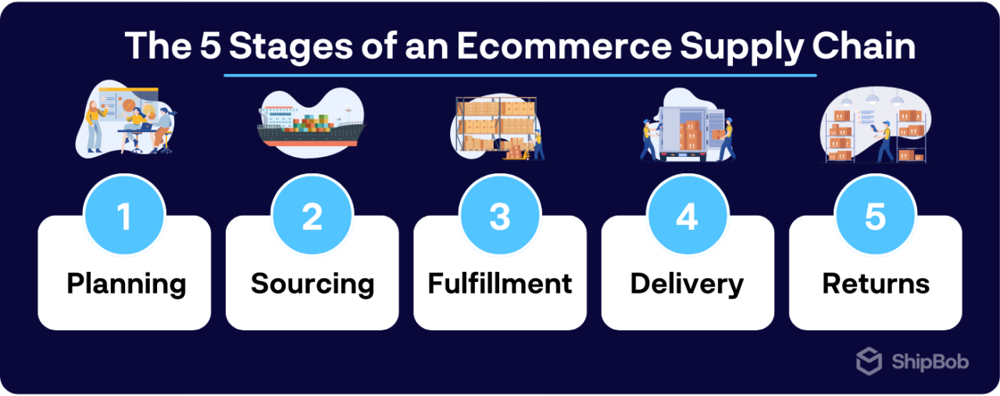 The 5 Stages of an Ecommerce Supply Chain
1
2
3
4
5
Planning
Sourcing
Fulfillment
Delivery
Returns
ShipBob